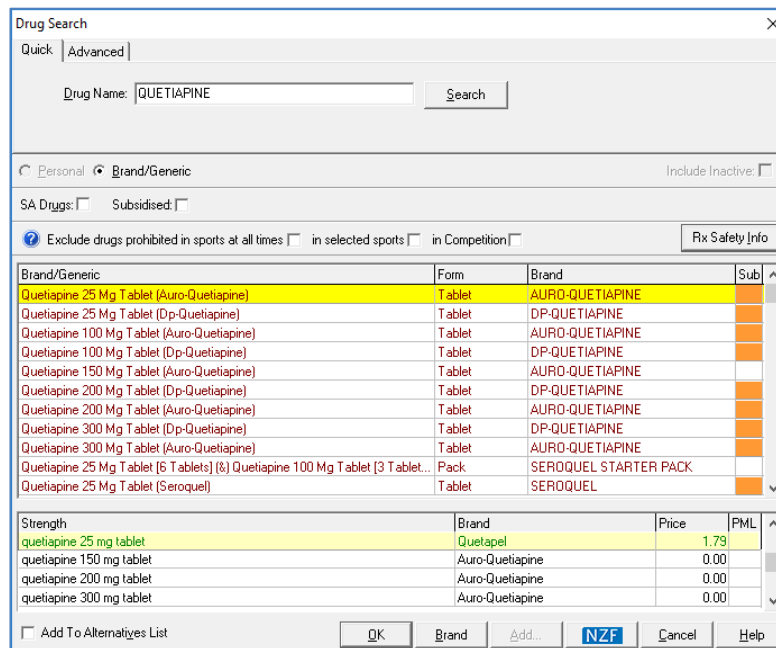 Drug Search
Quick Advanced
Drug Name: QUETIAPINE Search
Personal Brand/Generic Include Inactive:
SA Drugs: Subsidised:
Exclude drugs prohibited in sports at all times in selected sports in Competition Rx Safety Info
Brand/Generic Form Brand Sub
Quetiapine 25 Mg Tablet (Auro-Quetiapine) Tablet AURO-QUETIAPINE
Quetiapine 25 Mg Tablet (Dp-Quetiapine) Tablet DP-QUETIAPINE
Quetiapine 100 Mg Tablet (Auro-Quetiapine) Tablet AURO-QUETIAPINE
Quetiapine 100 Mg Tablet (Dp-Quetiapine) Tablet DP-QUETIAPINE
Quetiapine 150 Mg Tablet (Auro-Quetiapine) Tablet AURO-QUETIAPINE
Quetiapine 200 Mg Tablet (Dp-Quetiapine) Tablet DP-QUETIAPINE
Quetiapine 200 Mg Tablet (Auro-Quetiapine) Tablet AURO-QUETIAPINE
Quetiapine 300 Mg Tablet (Dp-Quetiapine) Tablet DP-QUETIAPINE
Quetiapine 300 Mg Tablet (Auro-Quetiapine) Tablet AURO-QUETIAPINE
Quetiapine 25 Mg Tablet [6 Tablets] (&) Quetiapine 100 Mg Tablet [3 Tablet... Pack SEROQUEL STARTER PACK
Quetiapine 25 Mg Tablet (Seroquel) Tablet SEROQUEL
Strength Brand Price PML
quetiapine 25 mg tablet Quetapel 1.79
quetiapine 150 mg tablet Auro-Quetiapine 0.00
quetiapine 200 mg tablet Auro-Quetiapine 0.00
quetiapine 300 mg tablet Auro-Quetiapine 0.00
Add To Alternatives List OK Brand Add... NZF Cancel Help